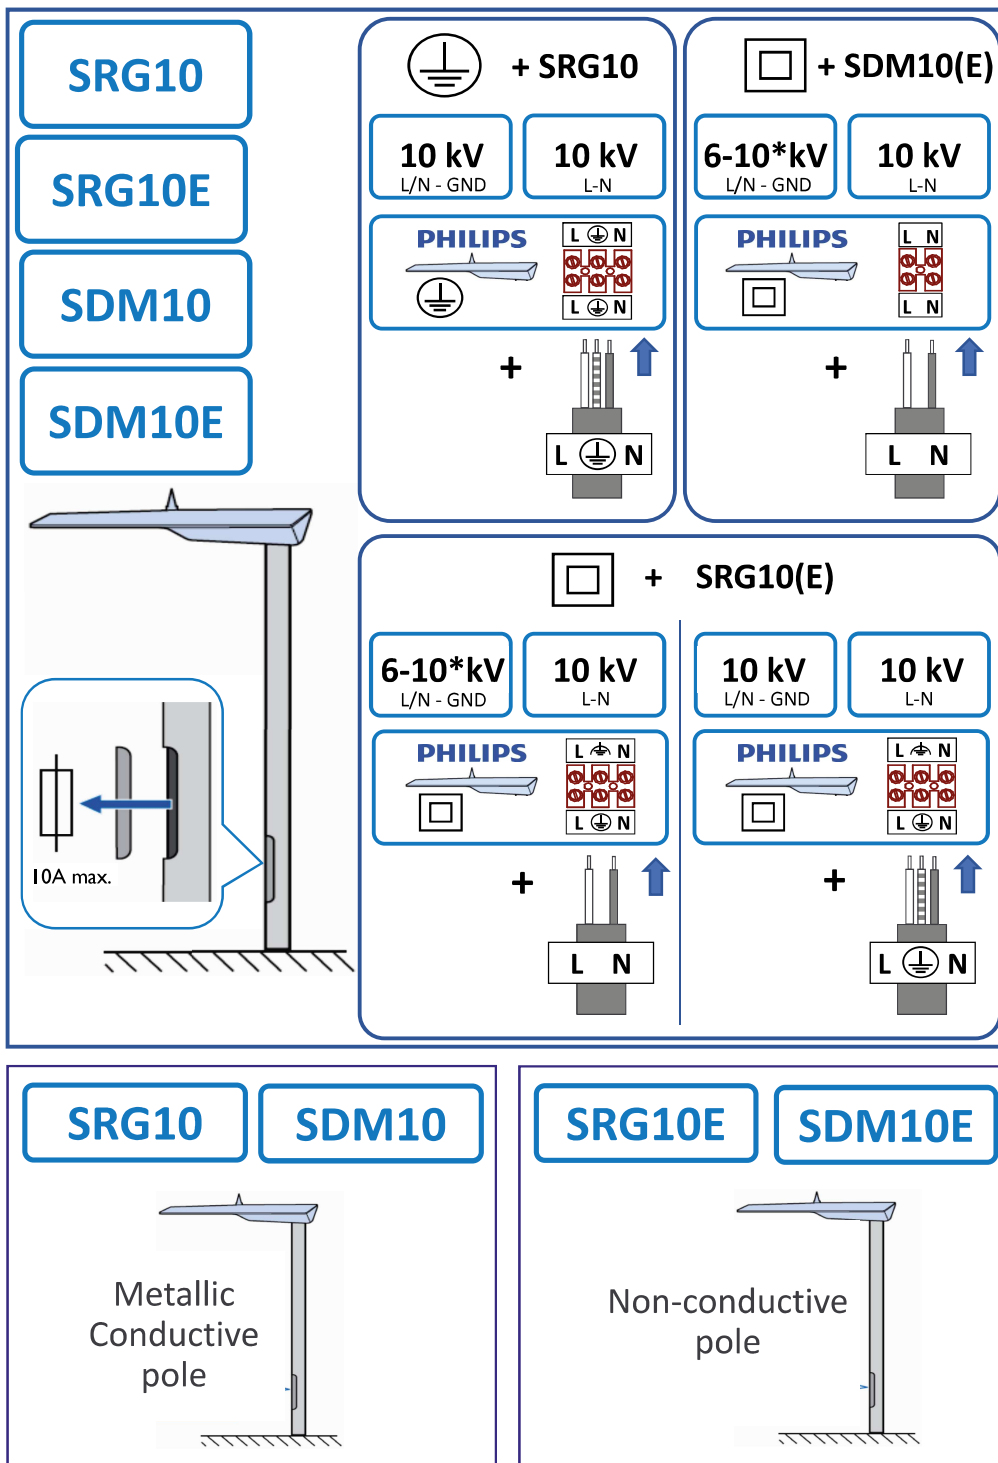 SRG10
SRG10E
SDM10
SDM10E
10A max.
+ SRG10
10 kV
L/N - GND
10 kV
L-N
PHILIPS
L N
L N
+
L N
+ SDM10(E)
6-10*kV
L/N - GND
10 kV
L-N
PHILIPS
L N
L N
+
L N
+ SRG10(E)
6-10*kV
L/N - GND
10 kV
L-N
PHILIPS
L N
L N
+
L N
10 kV
L/N - GND
10 kV
L-N
PHILIPS
L N
L N
+
L N
SRG10
SDM10
Metallic
Conductive
pole
SRG10E
SDM10E
Non-conductive
pole